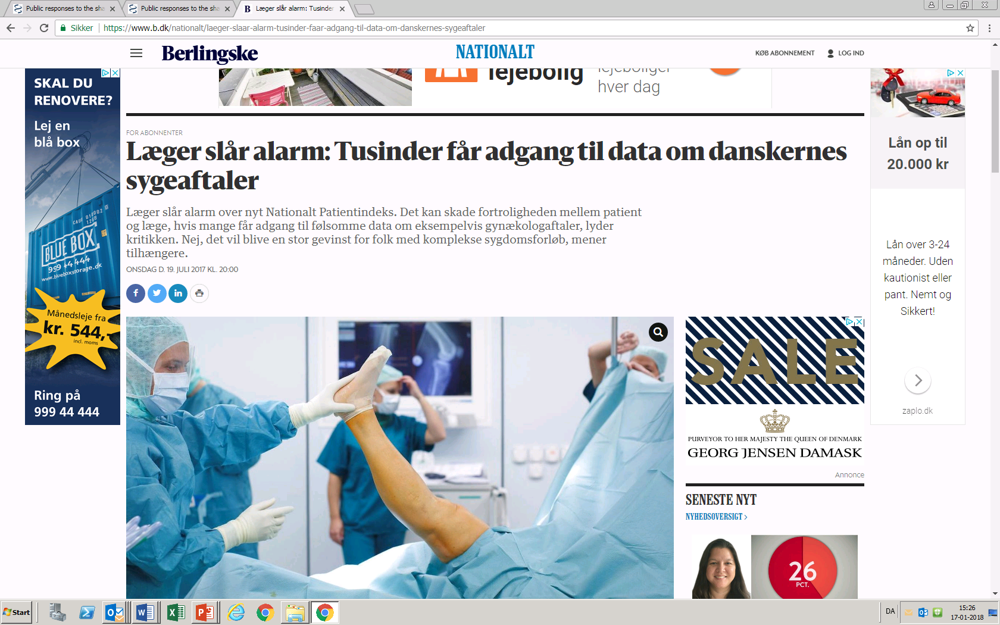 Public responses to the sha
Public responses to the sha
Læger slår alarm: Tusinder
Sikker
https://www.b.dk/nationalt/laeger-slaar-alarm-tusinder-faar-adgang-til-data-om-danskernes-sygeaftaler
Berlingske
NATIONALT
KØB ABONNEMENT
LOG IND
SKAL DU
RENOVERE?
Lej en
blå box
BLUE BOX
999 44 444
www.blueboxstorage.dk
Månedsleje fra
kr. 544,-
incl. moms
Ring på
999 44 444
lejebolig
lejeboliger
hver dag
FOR ABONNENTER
Læger slår alarm: Tusinder får adgang til data om danskernes
sygeaftaler
Læger slår alarm over nyt Nationalt Patientindeks. Det kan skade fortroligheden mellem patient
og læge, hvis mange får adgang til følsomme data om eksempelvis gynækologaftaler, lyder
kritikken. Nej, det vil blive en stor gevinst for folk med komplekse sygdomsforløb, mener
tilhængere.
ONSDAG D. 19. JULI 2017 KL. 20:00
SALE
PURVEYOR TO HER MAJESTY THE QUEEN OF DENMARK
GEORG JENSEN DAMASK
Annonce
SENESTE NYT
NYHEDSOVERSIGT >
26
PCT.
Lån op til
20.000 kr
Lån over 3-24
måneder. Uden
kautionist eller
pant. Nemt og
Sikkert!
zaplo.dk
Start
DA
15:26
17-01-2018